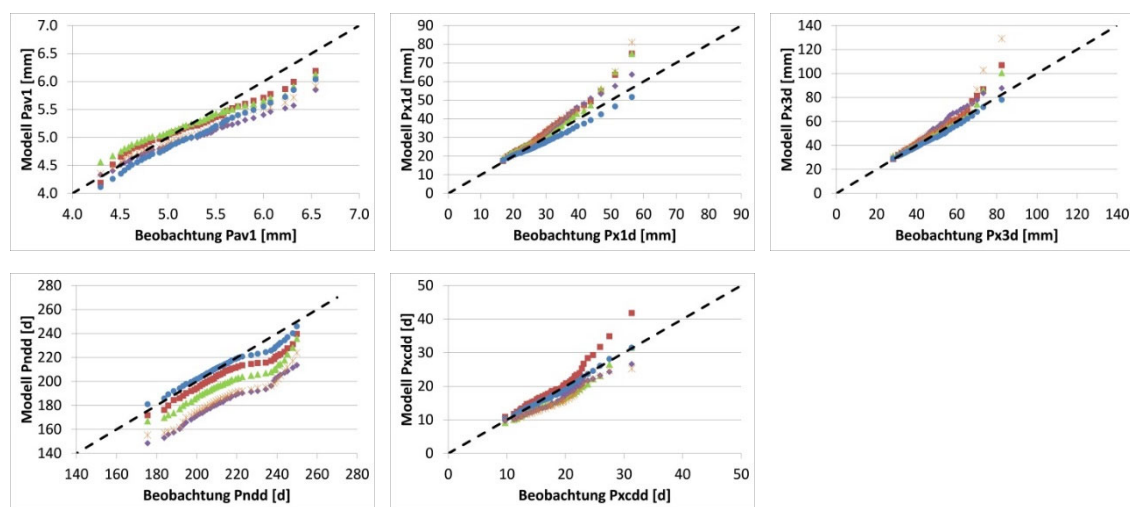 Modell Pav1 [mm]
7.0
6.5
6.0
5.5
5.0
4.5
4.0
4.0 4.5 5.0 5.5 6.0 6.5 7.0
Beobachtung Pav1 [mm]
Modell Px1d [mm]
90
80
70
60
50
40
30
20
10
0
0 10 20 30 40 50 60 70 80 90
Beobachtung Px1d [mm]
Modell Px3d [mm]
140
120
100
80
60
40
20
0
0 20 40 60 80 100 120 140
Beobachtung Px3d [mm]
Modell Pndd [d]
280
260
240
220
200
180
160
140
140 160 180 200 220 240 260 280
Beobachtung Pndd [d]
Modell Pxcdd [d]
50
40
30
20
10
0
0 10 20 30 40 50
Beobachtung Pxcdd [d]